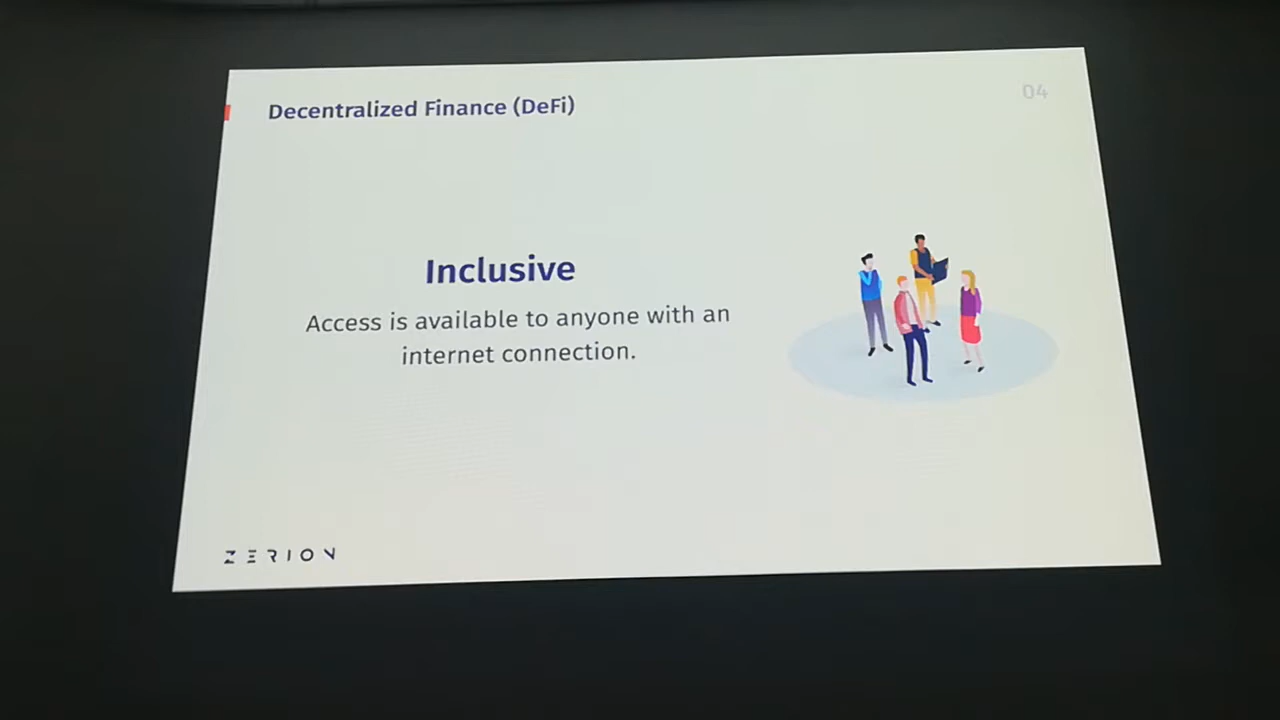 Decentralized Finance (DeFi)
04
Inclusive
Access is available to anyone with an
internet connection.
ZERION